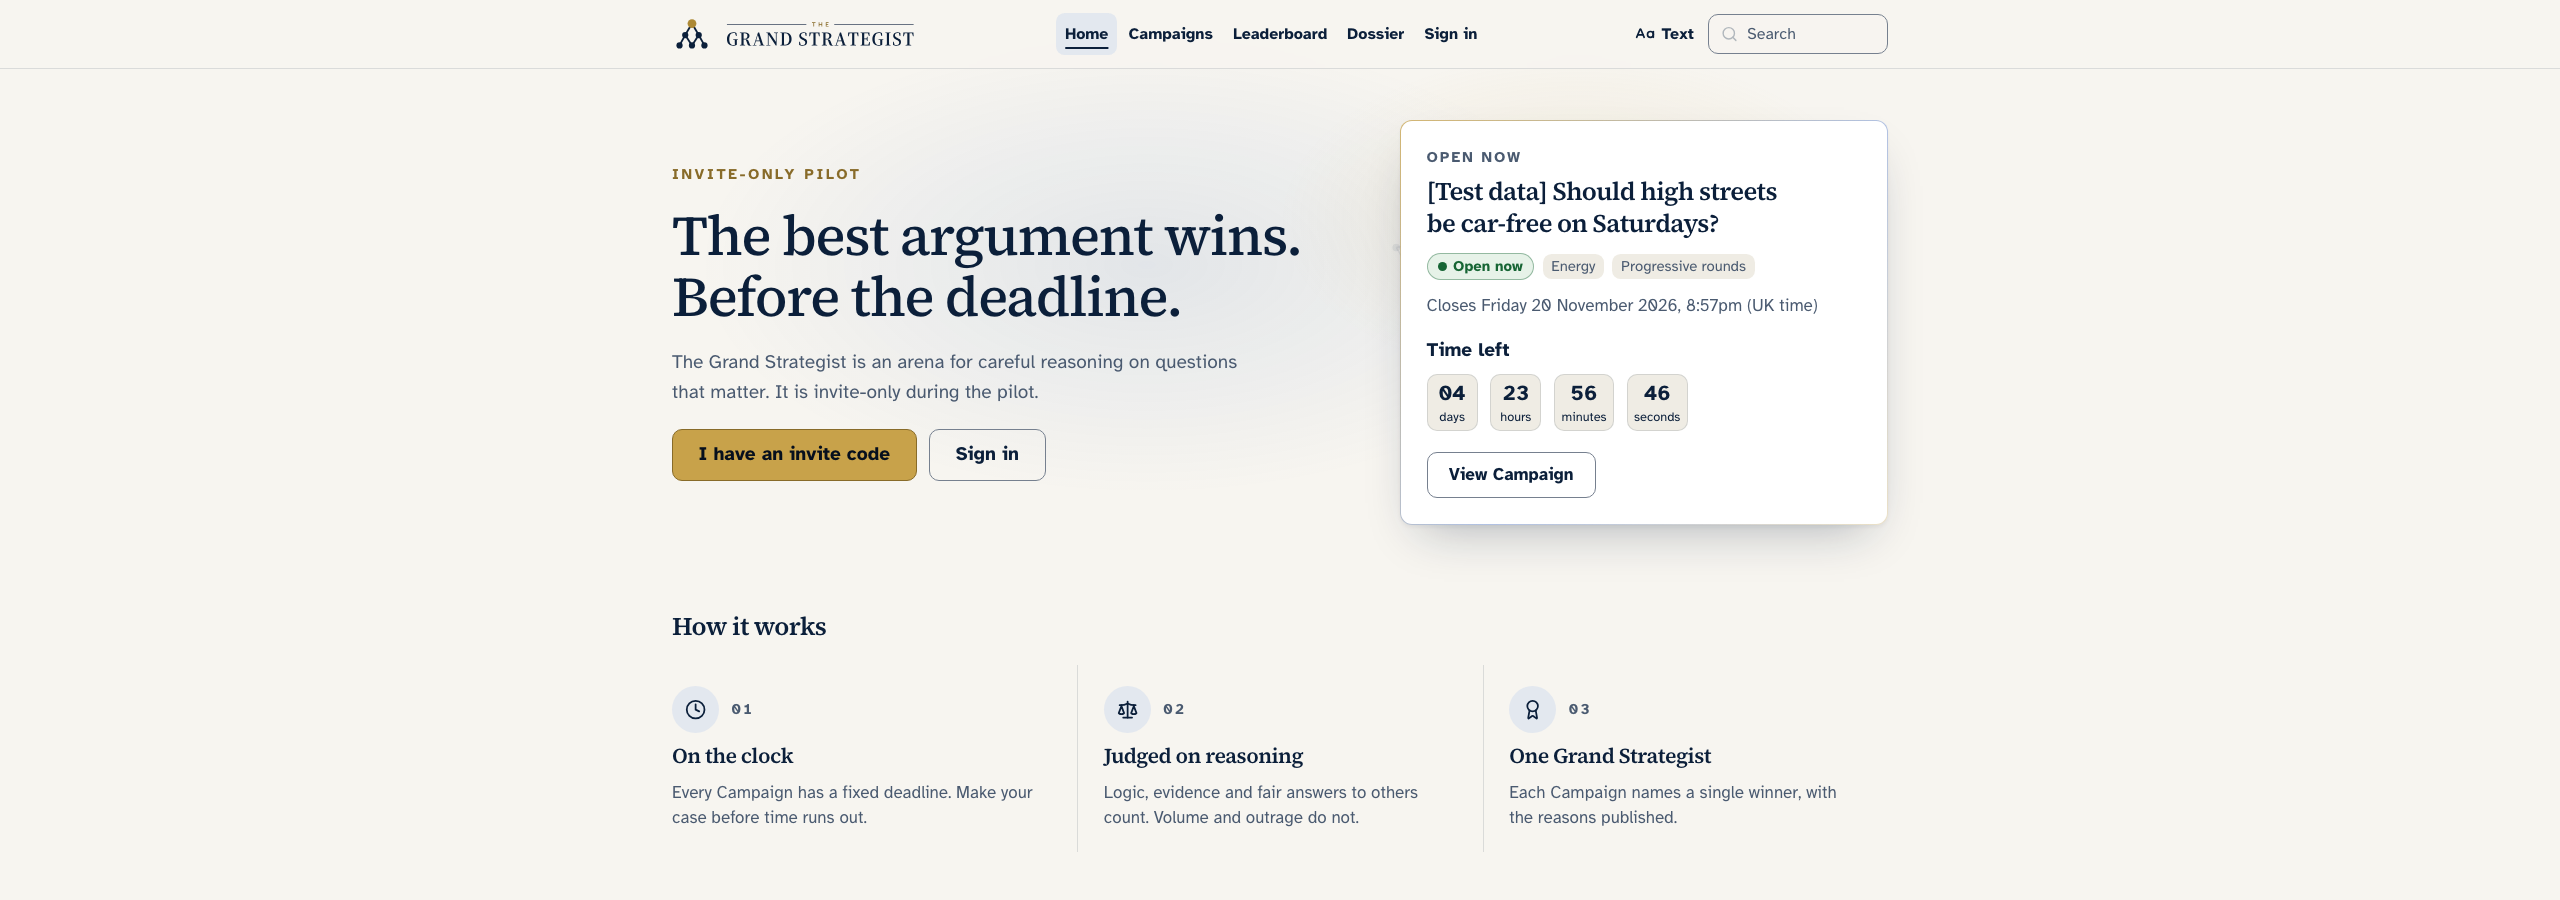 THE
GRAND STRATEGIST
Home
Campaigns
Leaderboard
Dossier
Sign in
Aa Text
Search
INVITE-ONLY PILOT
The best argument wins.
Before the deadline.
The Grand Strategist is an arena for careful reasoning on questions
that matter. It is invite-only during the pilot.
I have an invite code
Sign in
OPEN NOW
[Test data] Should high streets
be car-free on Saturdays?
Open now
Energy
Progressive rounds
Closes Friday 20 November 2026, 8:57pm (UK time)
Time left
04
days
23
hours
56
minutes
46
seconds
View Campaign
How it works
01
On the clock
Every Campaign has a fixed deadline. Make your
case before time runs out.
02
Judged on reasoning
Logic, evidence and fair answers to others
count. Volume and outrage do not.
03
One Grand Strategist
Each Campaign names a single winner, with
the reasons published.